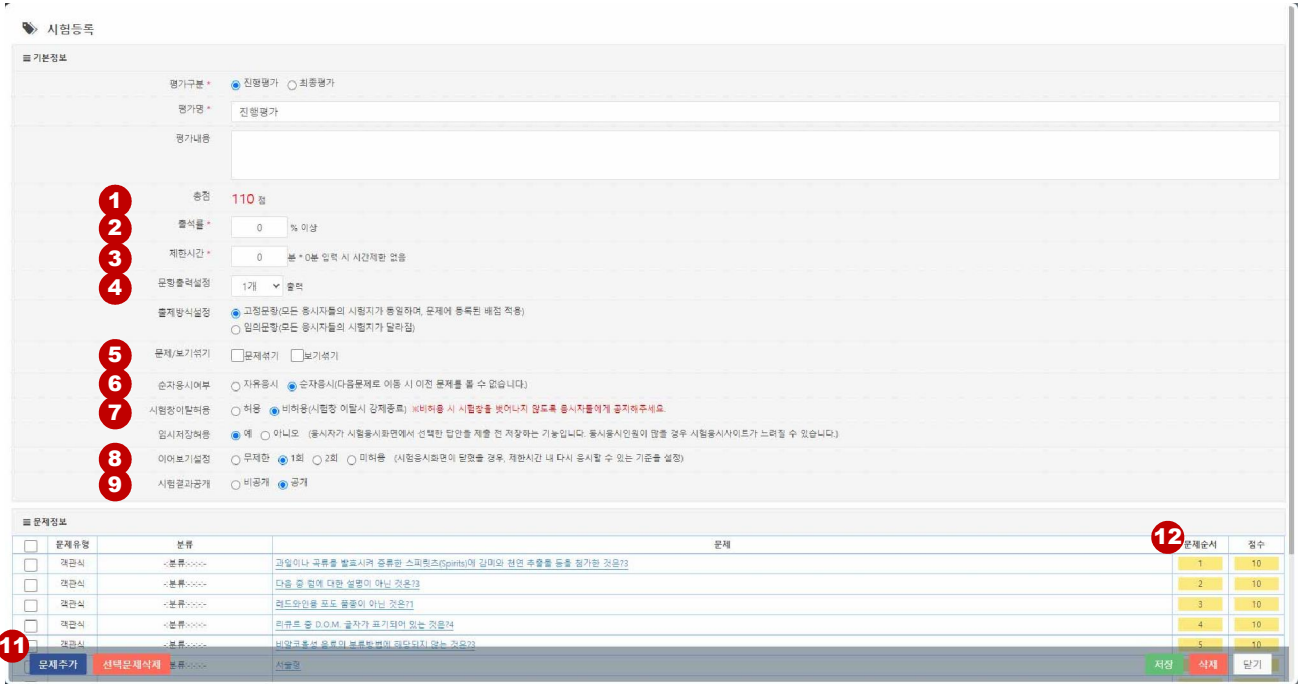 시험등록
기본정보
평가구분 * 진행평가 최종평가
평가명 * 진행평가
평가내용
1 총점 110 점
2 출석률 * 0 % 이상
3 제한시간 * 0 분 * 0분 입력 시 시간제한 없음
4 문항출력설정 1개 출력
출제방식설정 고정문항(모든 응시자들의 시험지가 동일하며, 문제에 등록된 배점 적용)
임의문항(모든 응시자들의 시험지가 달라짐)
5 문제/보기섞기 문제섞기 보기섞기
6 순차응시여부 자유응시 순차응시(다음문제로 이동 시 이전 문제를 볼 수 없습니다.)
7 시험창이탈허용 허용 비허용(시험창 이탈시 강제종료) ※비허용 시 시험창을 벗어나지 않도록 응시자들에게 공지해주세요.
임시저장허용 예 아니오 (응시자가 시험응시화면에서 선택한 답안을 제출 전 저장하는 기능입니다. 동시응시인원이 많을 경우 시험응시사이트가 느려질 수 있습니다.)
8 이어보기설정 무제한 1회 2회 미허용 (시험응시화면이 닫혔을 경우, 제한시간 내 다시 응시할 수 있는 기준을 설정)
9 시험결과공개 비공개 공개
문제정보
12
문제유형 분류 문제 문제순서 점수
객관식 -:분류:-:-:-:- 과일이나 곡류를 발효시켜 증류한 스피릿츠(Spirits)에 감미와 천연 추출물 등을 첨가한 것은?3 1 10
객관식 -:분류:-:-:-:- 다음 중 럼에 대한 설명이 아닌 것은?3 2 10
객관식 -:분류:-:-:-:- 레드와인용 포도 품종이 아닌 것은?1 3 10
객관식 -:분류:-:-:-:- 리큐르 중 D.O.M. 글자가 표기되어 있는 것은?4 4 10
객관식 -:분류:-:-:-:- 비알코올성 음료의 분류방법에 해당되지 않는 것은?3 5 10
11
문제추가 선택문제삭제 분류:-:-:-:- 선물형 저장 삭제 닫기